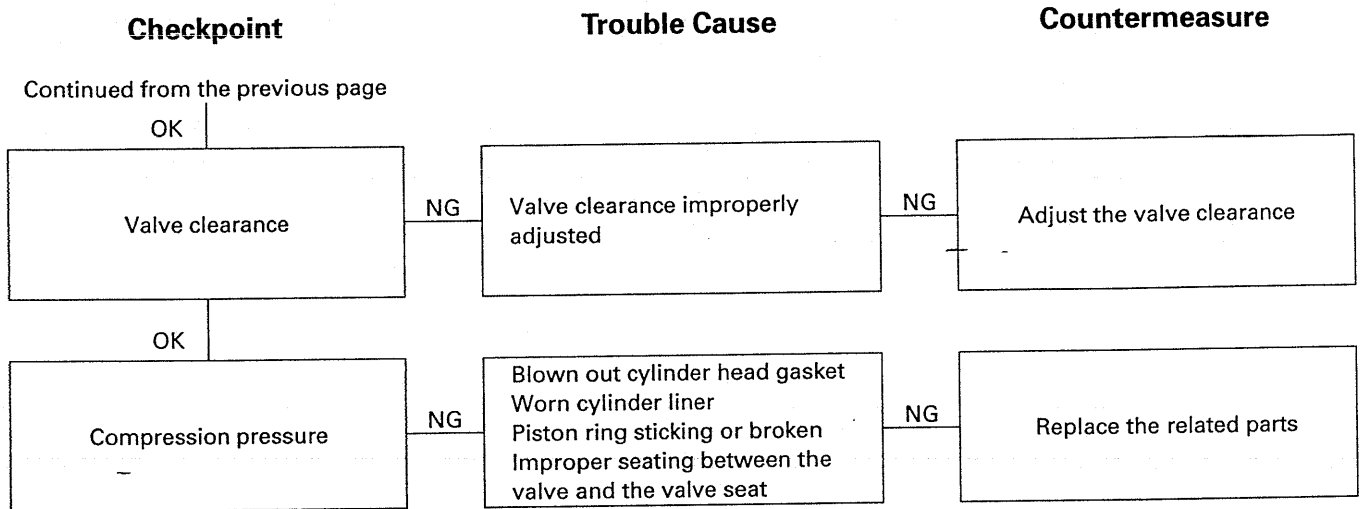 Checkpoint
Trouble Cause
Countermeasure
Continued from the previous page
OK
Valve clearance
NG
Valve clearance improperly
adjusted
NG
Adjust the valve clearance
OK
Compression pressure
NG
Blown out cylinder head gasket
Worn cylinder liner
Piston ring sticking or broken
Improper seating between the
valve and the valve seat
NG
Replace the related parts